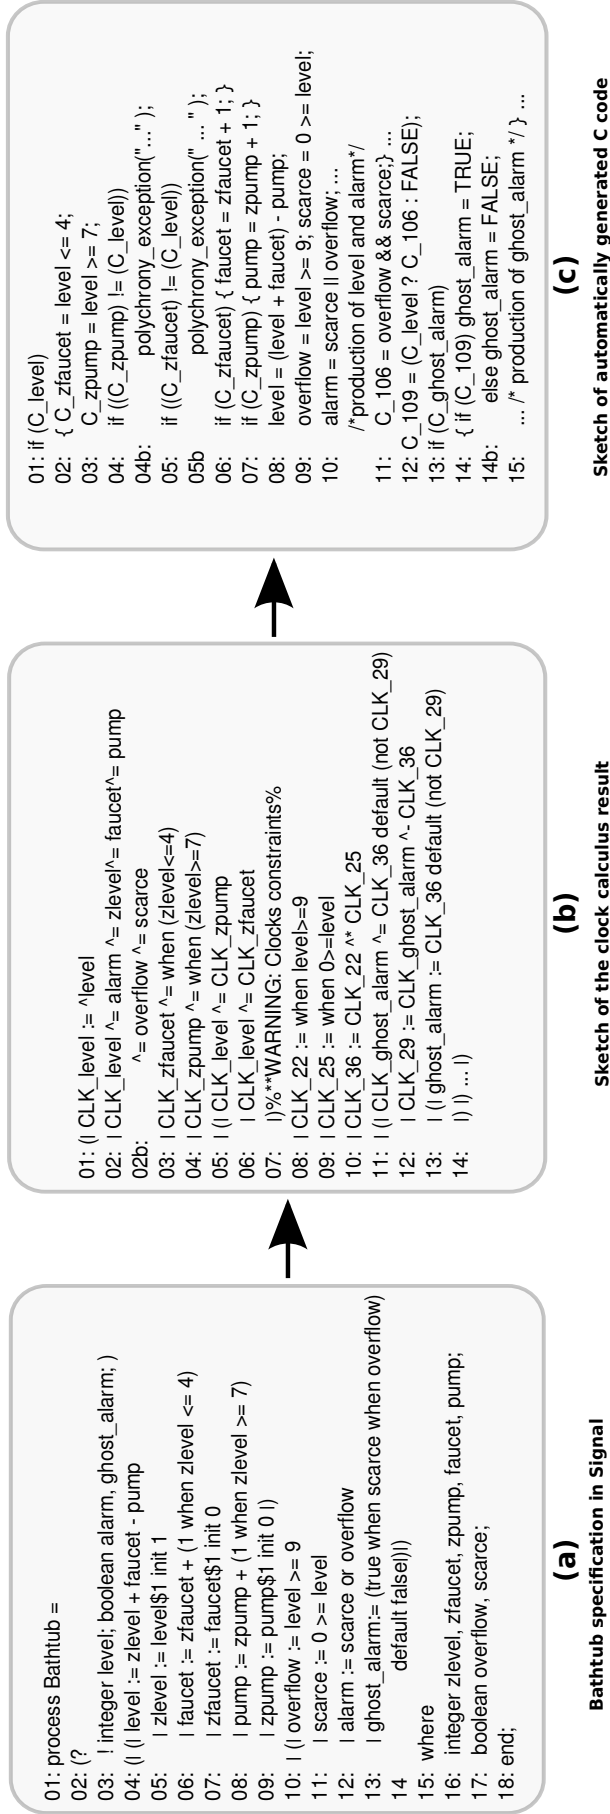 01: process Bathtub =
02: (?
03: ! integer level; boolean alarm, ghost_alarm; )
04: (| (| level := zlevel + faucet - pump
05: | zlevel := level$1 init 1
06: | faucet := zfaucet + (1 when zlevel <= 4)
07: | zfaucet := faucet$1 init 0
08: | pump := zpump + (1 when zlevel >= 7)
09: | zpump := pump$1 init 0 |)
10: | (| overflow := level >= 9
11: | scarce := 0 >= level
12: | alarm := scarce or overflow
13: | ghost_alarm:= (true when scarce when overflow)
14 default false|)|)
15: where
16: integer zlevel, zfaucet, zpump, faucet, pump;
17: boolean overflow, scarce;
18: end;
(a)
Bathtub specification in Signal
01: (| CLK_level := ^level
02: | CLK_level ^= alarm ^= zlevel^= faucet^= pump
02b: ^= overflow ^= scarce
03: | CLK_zfaucet ^= when (zlevel<=4)
04: | CLK_zpump ^= when (zlevel>=7)
05: | (| CLK_level ^= CLK_zpump
06: | CLK_level ^= CLK_zfaucet
07: |)%**WARNING: Clocks constraints%
08: | CLK_22 := when level>=9
09: | CLK_25 := when 0>=level
10: | CLK_36 := CLK_22 ^* CLK_25
11: | (| CLK_ghost_alarm ^= CLK_36 default (not CLK_29)
12: | CLK_29 := CLK_ghost_alarm ^- CLK_36
13: | (| ghost_alarm := CLK_36 default (not CLK_29)
14: |) |) ... |)
(b)
Sketch of the clock calculus result
01: if (C_level)
02: { C_zfaucet = level <= 4;
03: C_zpump = level >= 7;
04: if ((C_zpump) != (C_level))
04b: polychrony_exception("..." );
05: if ((C_zfaucet) != (C_level))
05b polychrony_exception(" ... " );
06: if (C_zfaucet) { faucet = zfaucet + 1; }
07: if (C_zpump) { pump = zpump + 1; }
08: level = (level + faucet) - pump;
09: overflow = level >= 9; scarce = 0 >= level;
10: alarm = scarce || overflow; ...
/*production of level and alarm*/
11: C_106 = overflow && scarce;} ...
12: C_109 = (C_level ? C_106 : FALSE);
13: if (C_ghost_alarm)
14: { if (C_109) ghost_alarm = TRUE;
14b: else ghost_alarm = FALSE;
15: ... /* production of ghost_alarm */ } ...
(c)
Sketch of automatically generated C code